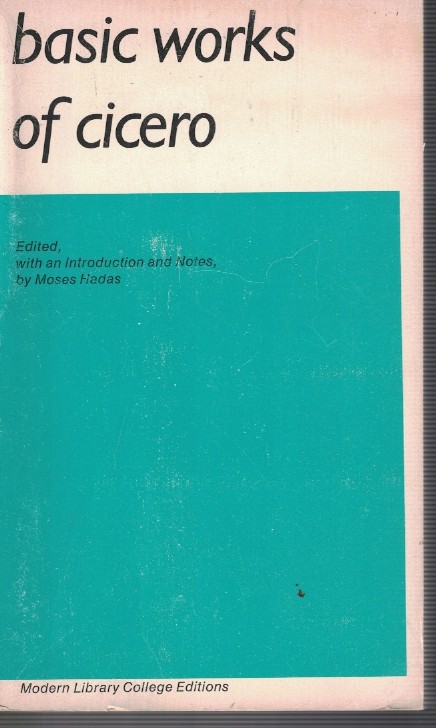 basic works
of cicero
Edited,
with an Introduction and Notes,
by Moses Hadas
Modern Library College Editions